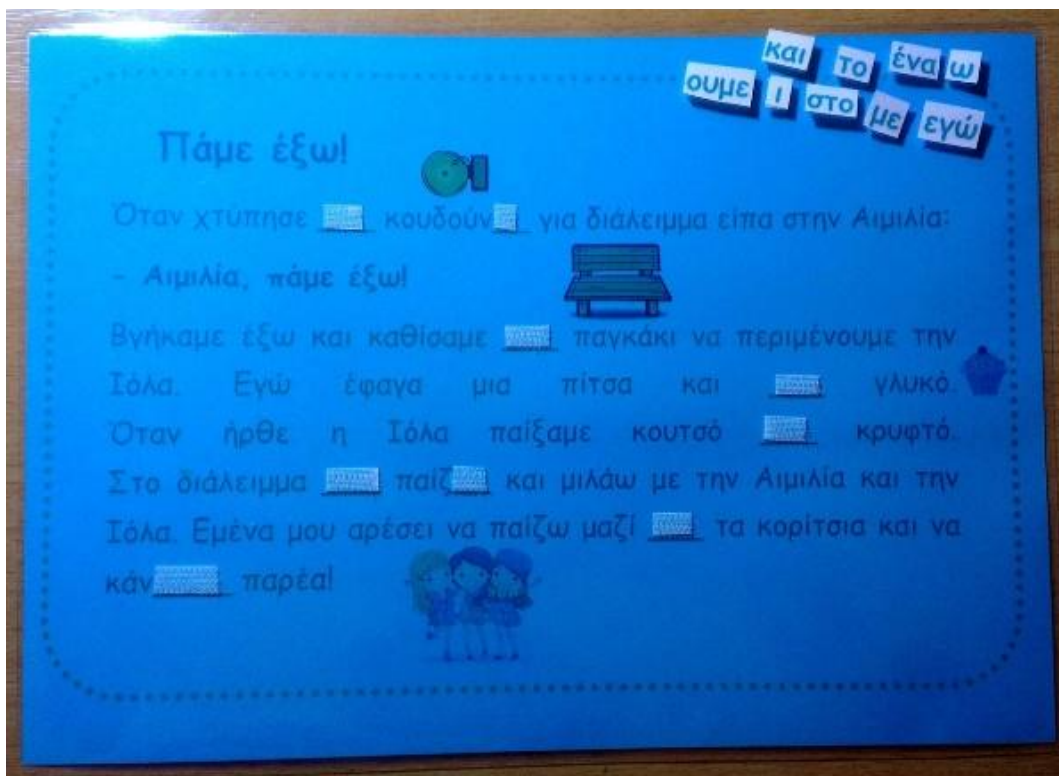 και το ένα ω
ουμε ι στο με εγώ
Πάμε έξω!
Όταν χτύπησε κουδούν για διάλειμμα είπα στην Αιμιλία:
- Αιμιλία, πάμε έξω!
Βγήκαμε έξω και καθίσαμε παγκάκι να περιμένουμε την
Ιόλα. Εγώ έφαγα μια πίτσα και γλυκό.
Όταν ήρθε η Ιόλα παίξαμε κουτσό κρυφτό.
Στο διάλειμμα παίζ και μιλάω με την Αιμιλία και την
Ιόλα. Εμένα μου αρέσει να παίζω μαζί τα κορίτσια και να
κάν παρέα!